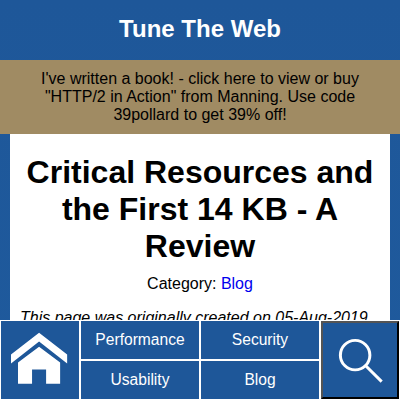 Tune The Web
I've written a book! - click here to view or buy
"HTTP/2 in Action" from Manning. Use code
39pollard to get 39% off!
Critical Resources and
the First 14 KB - A
Review
Category: Blog
This page was originally created on 05-Aug-2019
Performance
Security
Usability
Blog